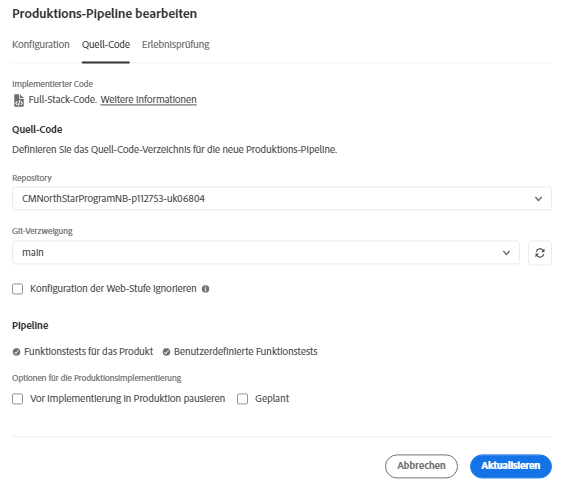 Produktions-Pipeline bearbeiten
Konfiguration Quell-Code Erlebnisprüfung
Implementierter Code
Full-Stack-Code. Weitere Informationen
Quell-Code
Definieren Sie das Quell-Code-Verzeichnis für die neue Produktions-Pipeline.
Repository
CMNorthStarProgramNB-p112753-uk06804
Git-Verzweigung
main
Konfiguration der Web-Stufe ignorieren
Pipeline
Funktionstests für das Produkt Benutzerdefinierte Funktionstests
Optionen für die Produktionsimplementierung
Vor Implementierung in Produktion pausieren Geplant
Abbrechen Aktualisieren